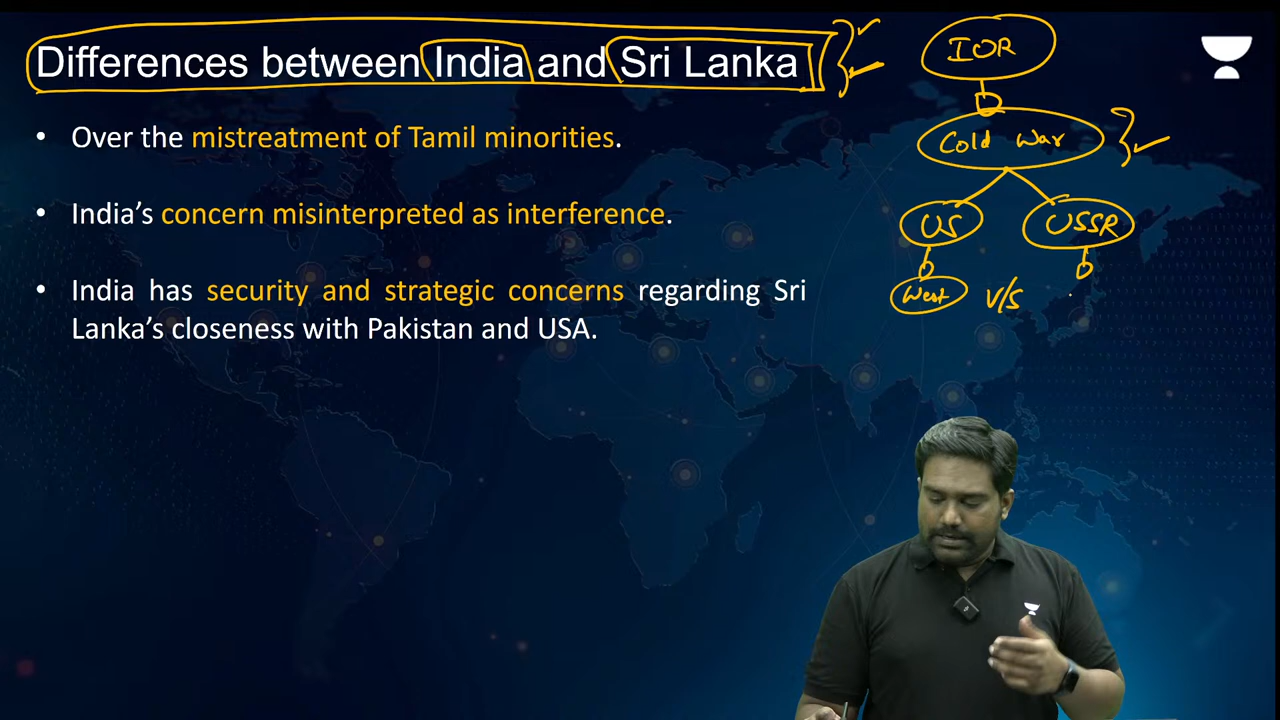 Differences between India and Sri Lanka
• Over the mistreatment of Tamil minorities.
• India’s concern misinterpreted as interference.
• India has security and strategic concerns regarding Sri
Lanka’s closeness with Pakistan and USA.
IOR
Cold War
US USSR
West V/S